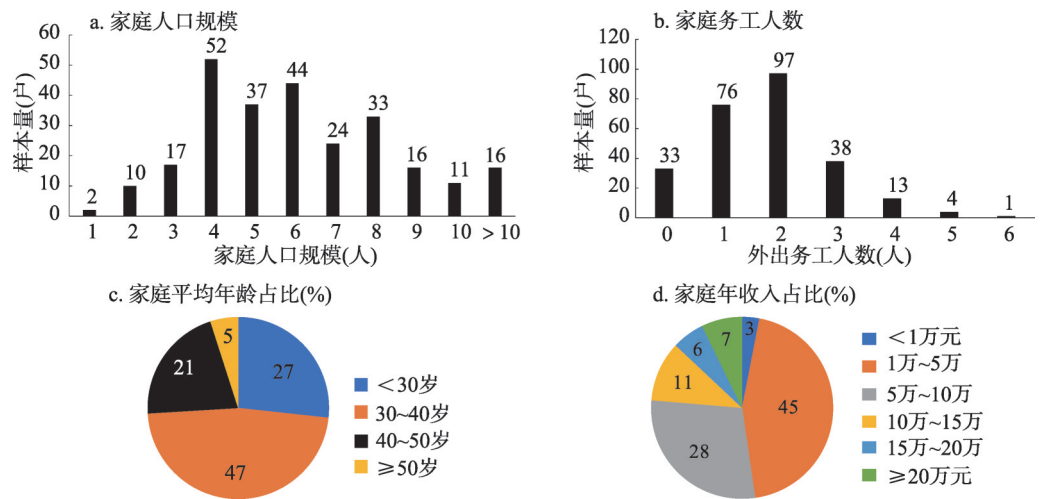 a. 家庭人口规模
样本量(户)
60
50
40
30
20
10
0
2
10
17
52
37
44
24
33
16
11
16
1 2 3 4 5 6 7 8 9 10 >10
家庭人口规模(人)
b. 家庭务工人数
样本量(户)
120
100
80
60
40
20
0
33
76
97
38
13
4
1
0 1 2 3 4 5 6
外出务工人数(人)
c. 家庭平均年龄占比(%)
5
27
21
47
<30岁
30~40岁
40~50岁
≥50岁
d. 家庭年收入占比(%)
3
7
6
11
45
28
<1万元
1万~5万
5万~10万
10万~15万
15万~20万
≥20万元